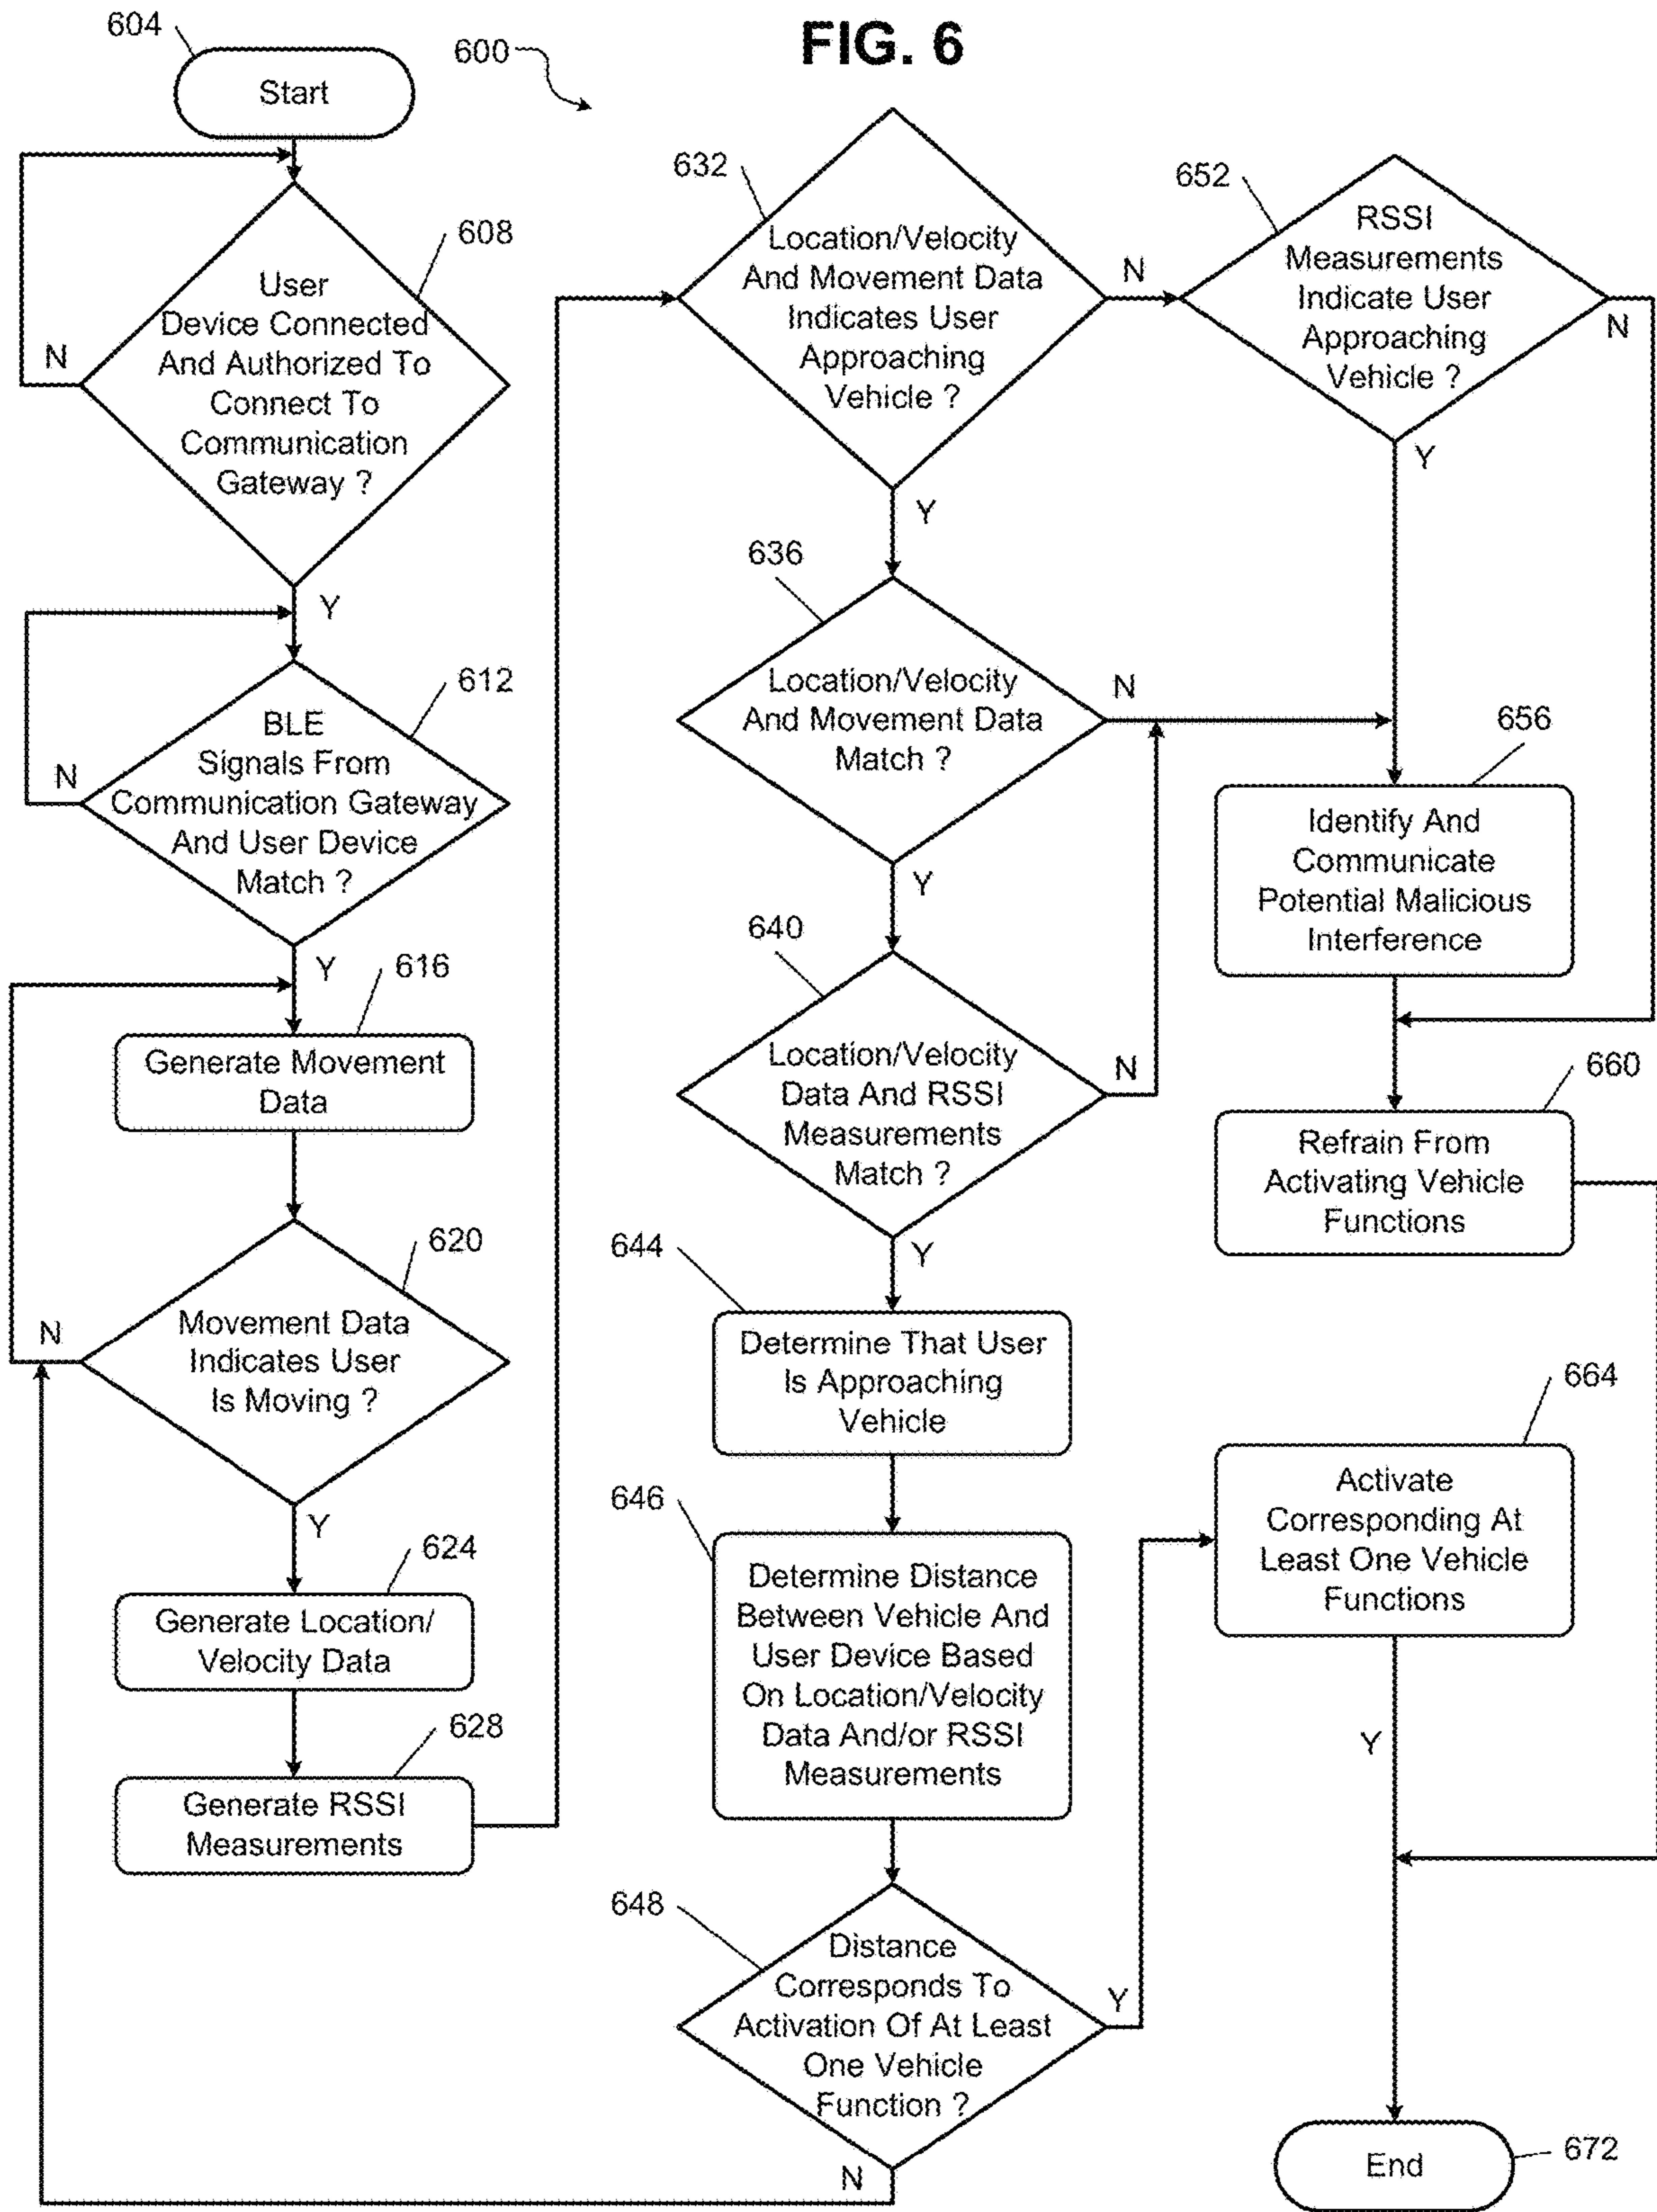 FIG. 6
600
604
Start
608
User
Device Connected
And Authorized To
Connect To
Communication
Gateway ?
N
Y
612
BLE
Signals From
Communication Gateway
And User Device
Match ?
N
Y
616
Generate Movement
Data
620
Movement Data
Indicates User
Is Moving ?
N
Y
624
Generate Location/
Velocity Data
628
Generate RSSI
Measurements
632
Location/Velocity
And Movement Data
Indicates User
Approaching
Vehicle ?
N
Y
636
Location/Velocity
And Movement Data
Match ?
N
Y
640
Location/Velocity
Data And RSSI
Measurements
Match ?
N
Y
644
Determine That User
Is Approaching
Vehicle
646
Determine Distance
Between Vehicle And
User Device Based
On Location/Velocity
Data And/or RSSI
Measurements
648
Distance
Corresponds To
Activation Of At Least
One Vehicle
Function ?
Y
N
652
RSSI
Measurements
Indicate User
Approaching
Vehicle ?
N
Y
656
Identify And
Communicate
Potential Malicious
Interference
660
Refrain From
Activating Vehicle
Functions
664
Activate
Corresponding At
Least One Vehicle
Functions
Y
End
672